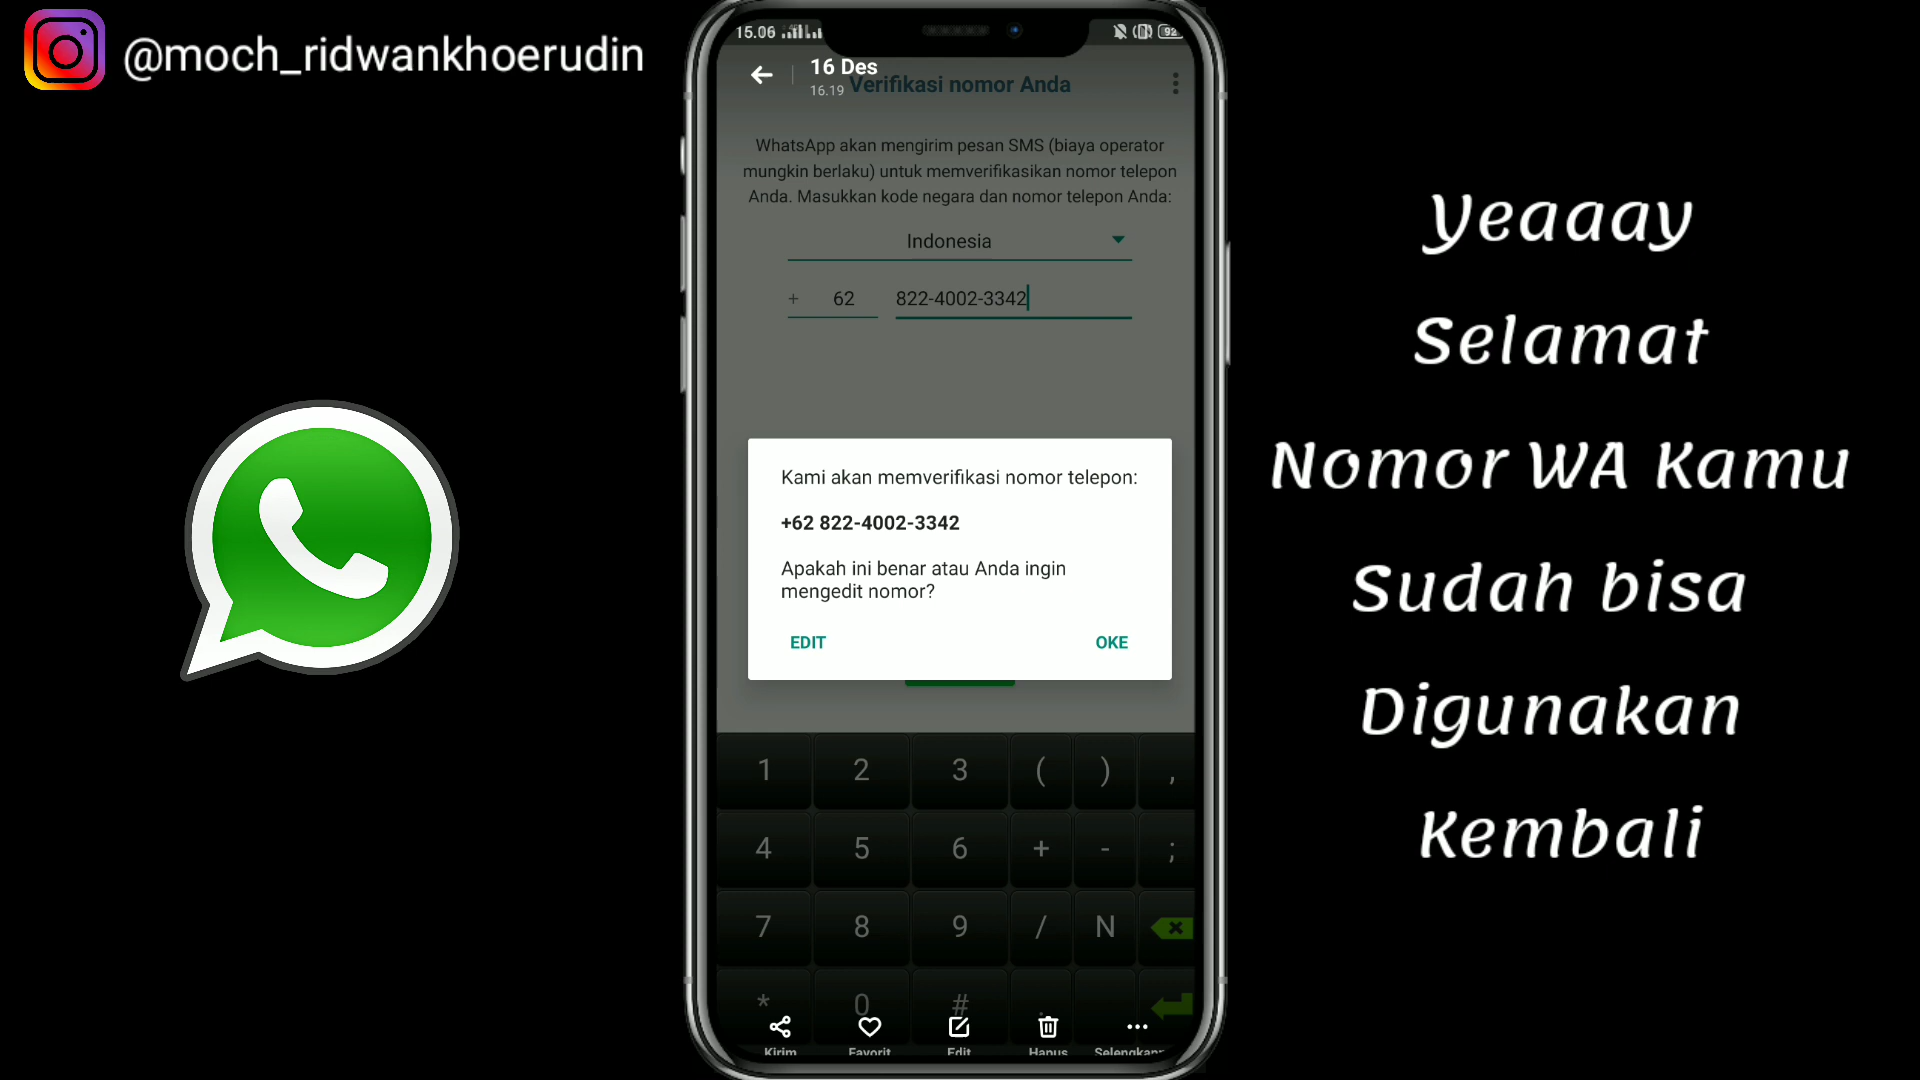 @moch_ridwankhoerudin
15.06
92
16 Des
16.19
Verifikasi nomor Anda
WhatsApp akan mengirim pesan SMS (biaya operator
mungkin berlaku) untuk memverifikasikan nomor telepon
Anda. Masukkan kode negara dan nomor telepon Anda:
Indonesia
+ 62 822-4002-3342
Kami akan memverifikasi nomor telepon:
+62 822-4002-3342
Apakah ini benar atau Anda ingin
mengedit nomor?
EDIT OKE
1 2 3 ( ) ,
4 5 6 + - ;
7 8 9 / N
* 0 #
Kirim Favorit Edit Hapus
Yeaaay
Selamat
Nomor WA Kamu
Sudah bisa
Digunakan
Kembali